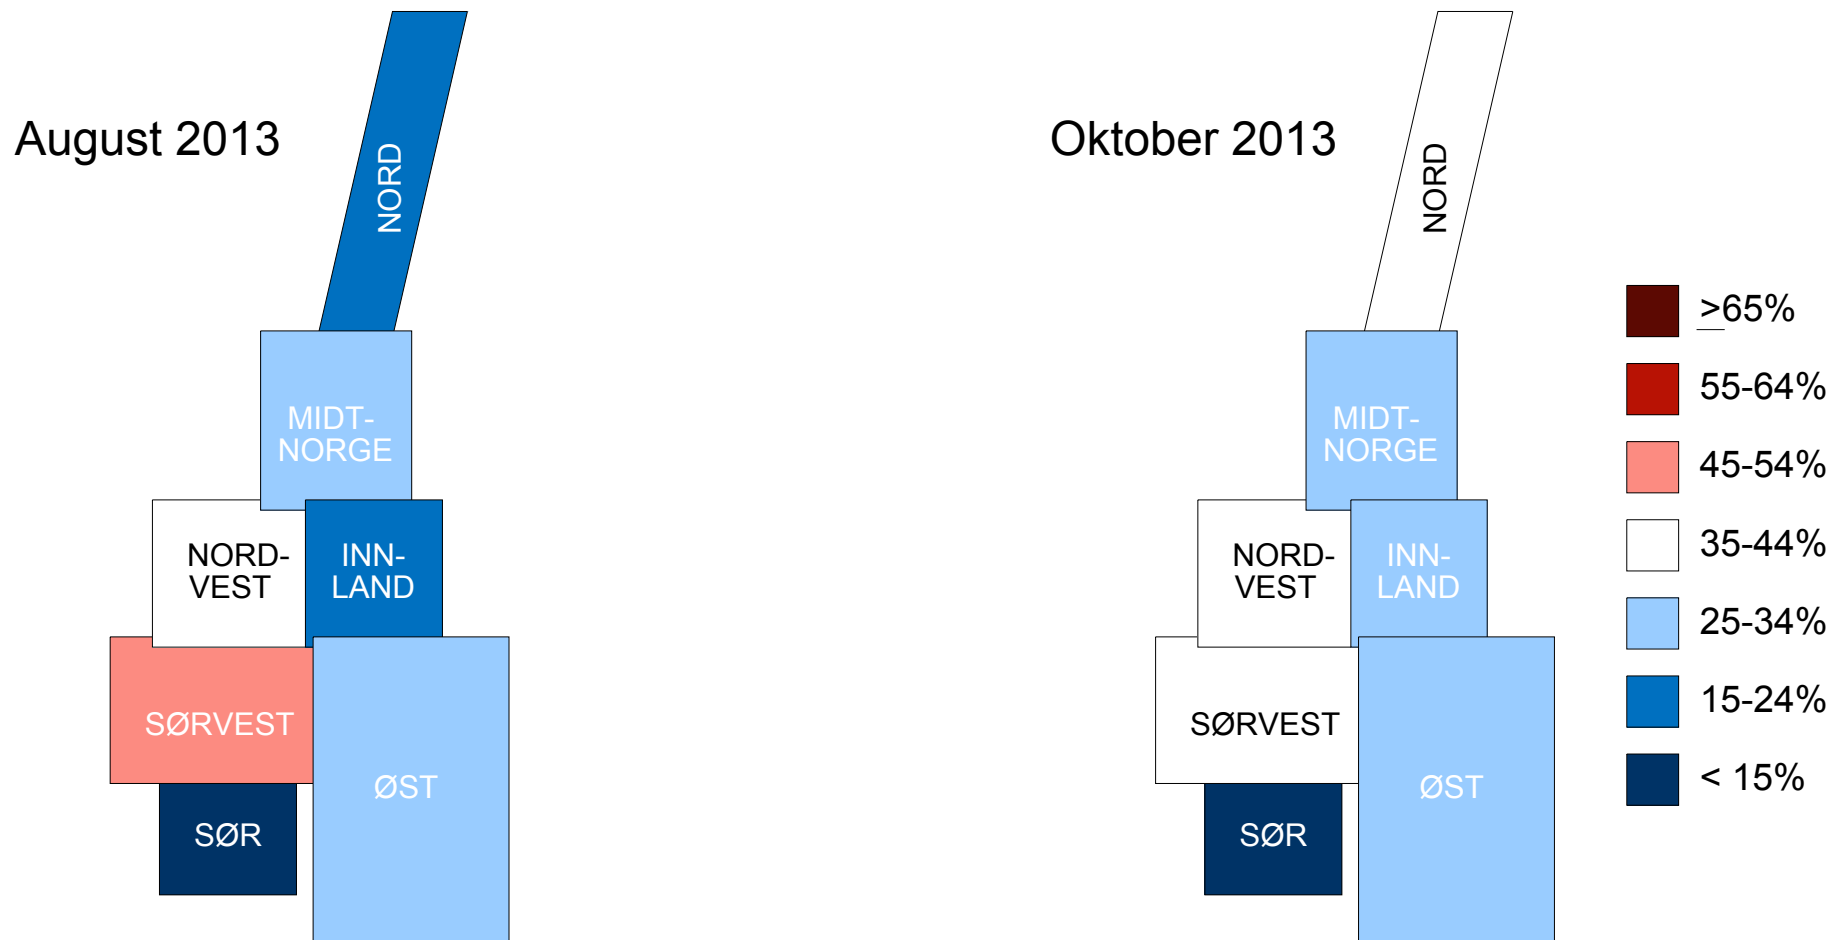 August 2013
NORD
MIDT-
NORGE
NORD-
VEST
INN-
LAND
SØRVEST
ØST
SØR
Oktober 2013
NORD
MIDT-
NORGE
NORD-
VEST
INN-
LAND
SØRVEST
ØST
SØR
>65%
55-64%
45-54%
35-44%
25-34%
15-24%
< 15%